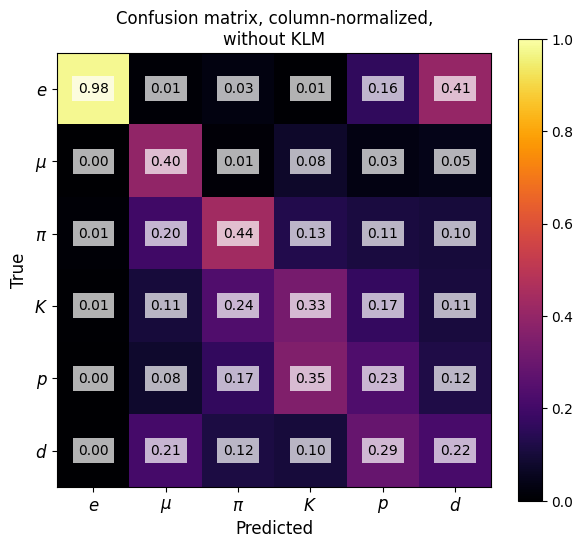 Confusion matrix, column-normalized,
without KLM
True
e 0.98 0.01 0.03 0.01 0.16 0.41
μ 0.00 0.40 0.01 0.08 0.03 0.05
π 0.01 0.20 0.44 0.13 0.11 0.10
K 0.01 0.11 0.24 0.33 0.17 0.11
p 0.00 0.08 0.17 0.35 0.23 0.12
d 0.00 0.21 0.12 0.10 0.29 0.22
e μ π K p d
Predicted
1.0
0.8
0.6
0.4
0.2
0.0